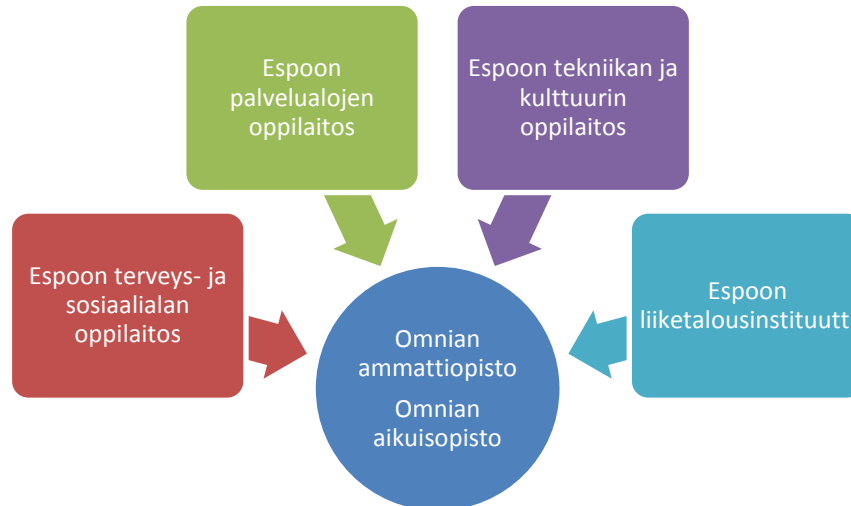 Espoon
palvelualojen
oppilaitos
Espoon tekniikan ja
kulttuurin
oppilaitos
Espoon terveys- ja
sosiaalialan
oppilaitos
Espoon
liiketalousinstituutt
Omnian
ammattiopisto
Omnian
aikuisopisto